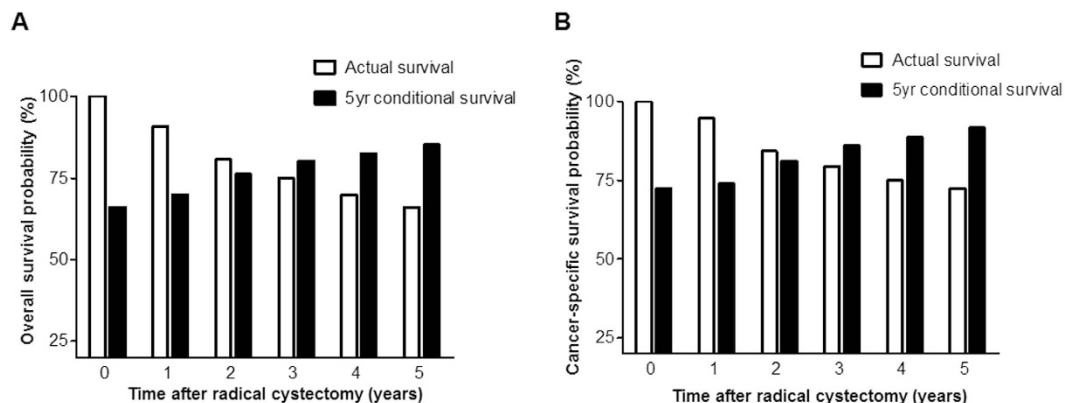 A
Actual survival
5yr conditional survival
Overall survival probability (%)
100
75
50
25
0 1 2 3 4 5
Time after radical cystectomy (years)
B
Actual survival
5yr conditional survival
Cancer-specific survival probability (%)
100
75
50
25
0 1 2 3 4 5
Time after radical cystectomy (years)